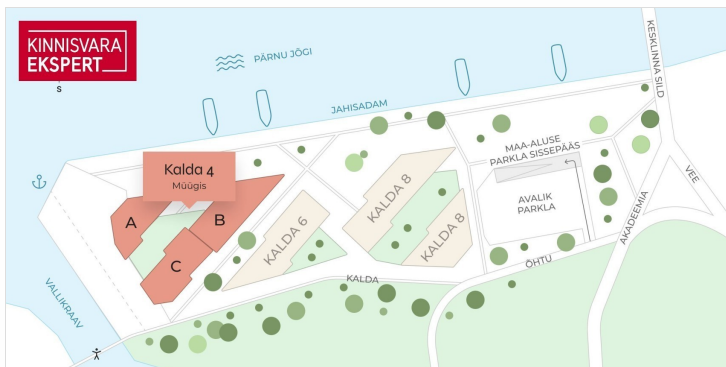 KINNISVARA
EKSPERT
S
PÄRNU JÕGI
KESKLINNA SILD
JAHISADAM
MAA-ALUSE
PARKLA SISSEPÄÄS
Kalda 4
Müügis
KALDA 8
AVALIK
PARKLA
VEE
A
B
KALDA 6
KALDA 8
AKADEEMIA
C
ÕHTU
KALDA
VALLIKRAAV